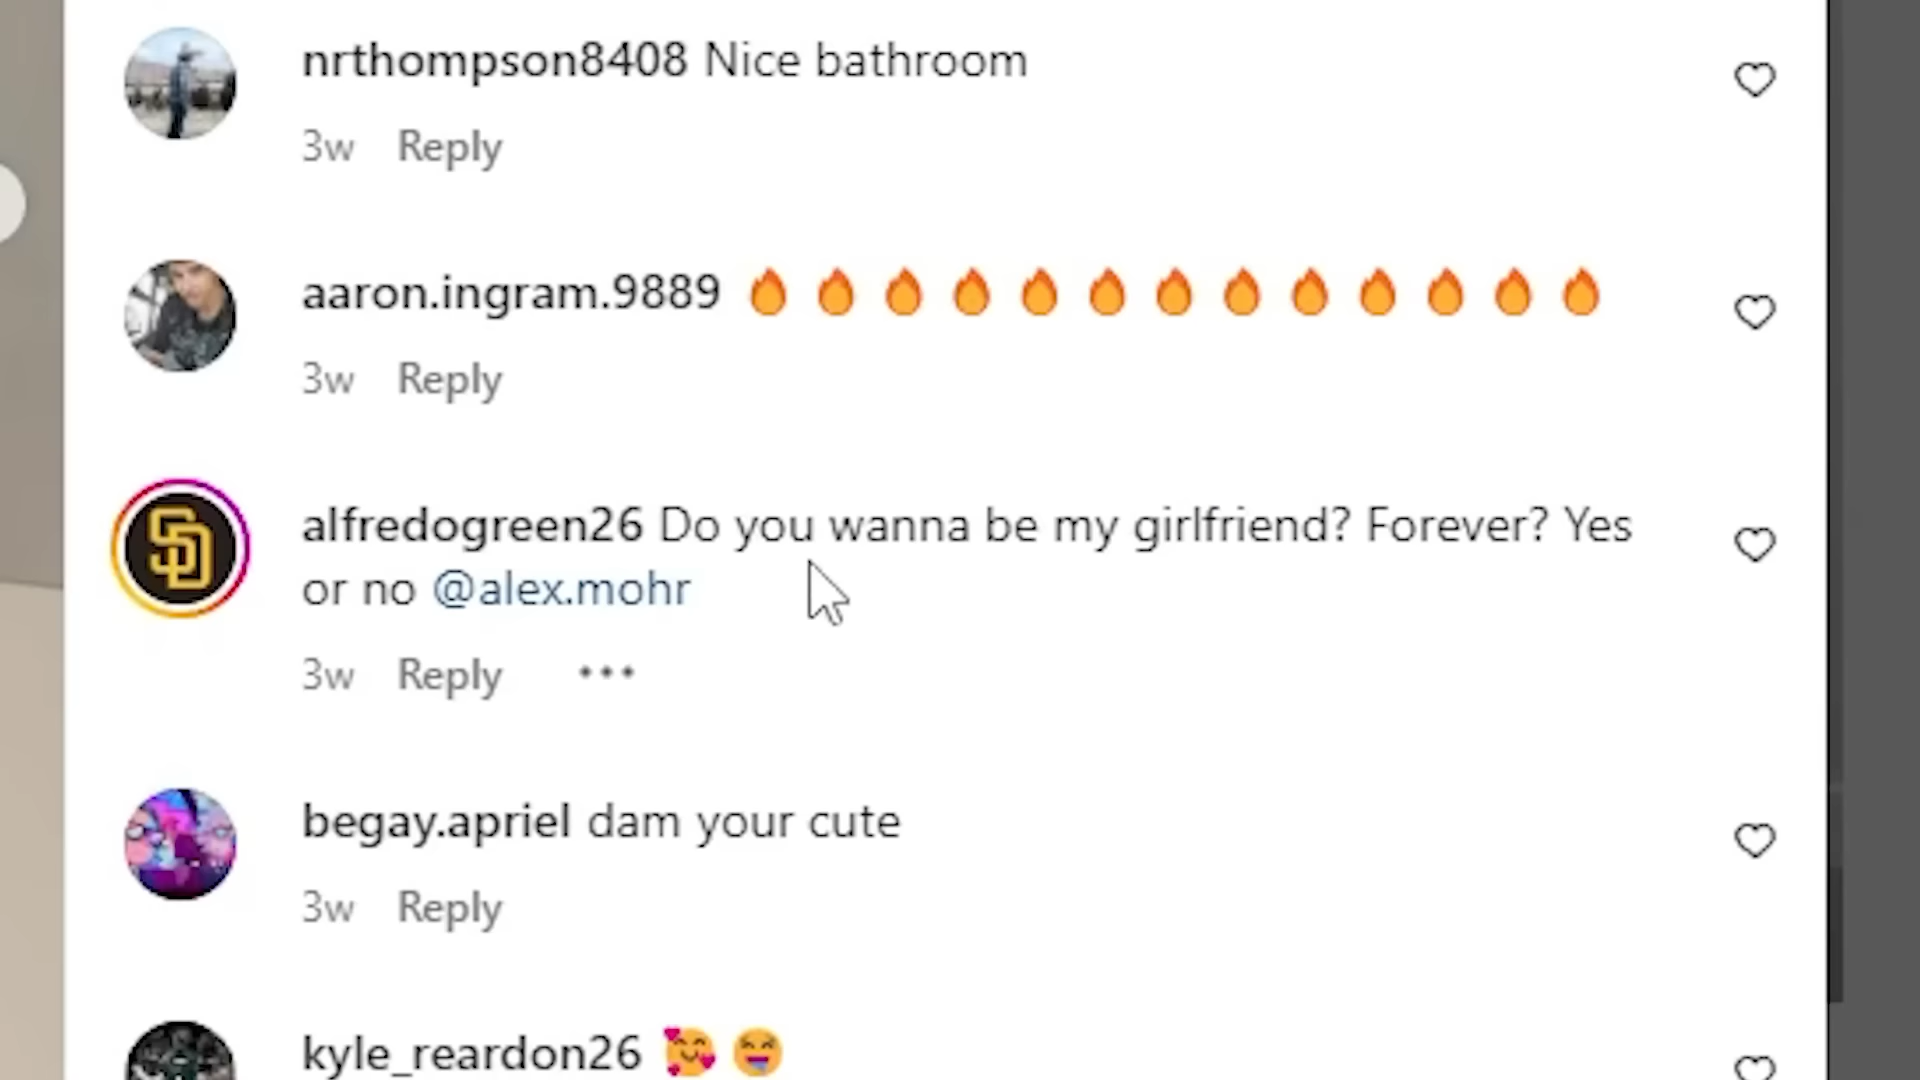 nrthompson8408 Nice bathroom
3w Reply
aaron.ingram.9889 🔥🔥🔥🔥🔥🔥🔥🔥🔥🔥🔥🔥🔥
3w Reply
SD
alfredogreen26 Do you wanna be my girlfriend? Forever? Yes
or no @alex.mohr
3w Reply •••
begay.apriel dam your cute
3w Reply
kyle_reardon26 🥰😝